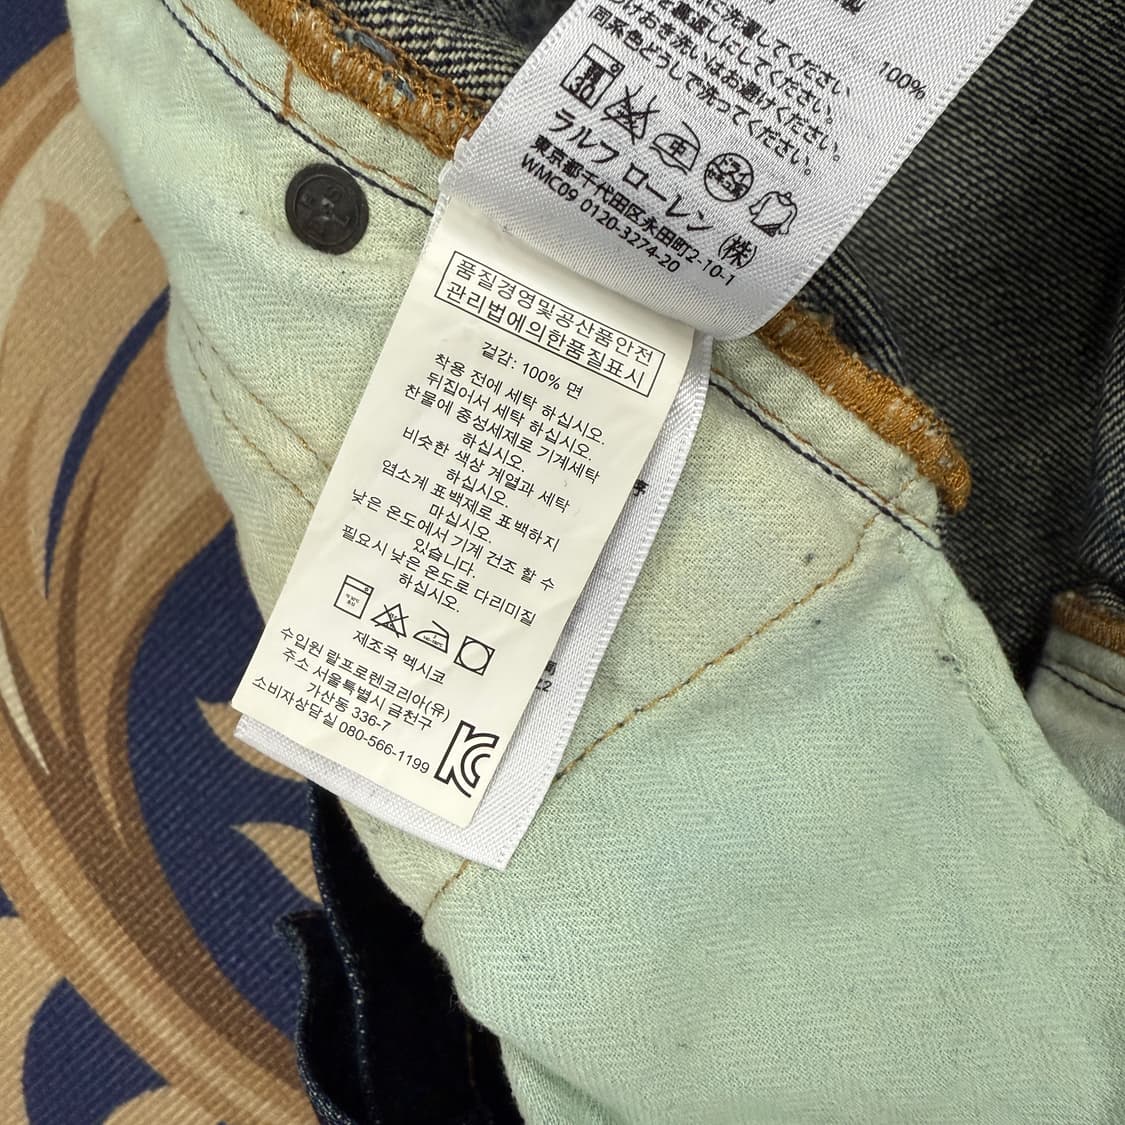 100%
に洗濯してください
を裏返しにしてください。
つけおき洗いはお避けください。
同系色どうしで洗ってください。
30
中
ラルフ ローレン (株)
東京都千代田区永田町2-10-1
WMC09 0120-3274-20
품질경영및공산품안전
관리법에의한품질표시
겉감: 100% 면
착용 전에 세탁 하십시오.
뒤집어서 세탁 하십시오.
찬물에 중성세제로 기계세탁
하십시오.
비슷한 색상 계열과 세탁
하십시오.
염소계 표백제로 표백하지
마십시오.
낮은 온도에서 기계 건조 할 수
있습니다.
필요시 낮은 온도로 다리미질
하십시오.
제조국 멕시코
수입원 랄프로렌코리아(유)
주소 서울특별시 금천구
가산동 336-7
소비자상담실 080-566-1199